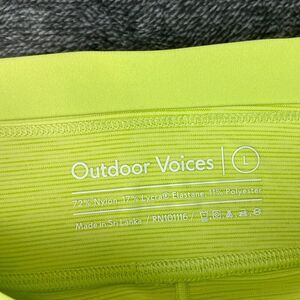 Outdoor Voices | L
72% Nylon, 17% Lycra® Elastane, 11% Polyester
Made in Sri Lanka / RN101116 /